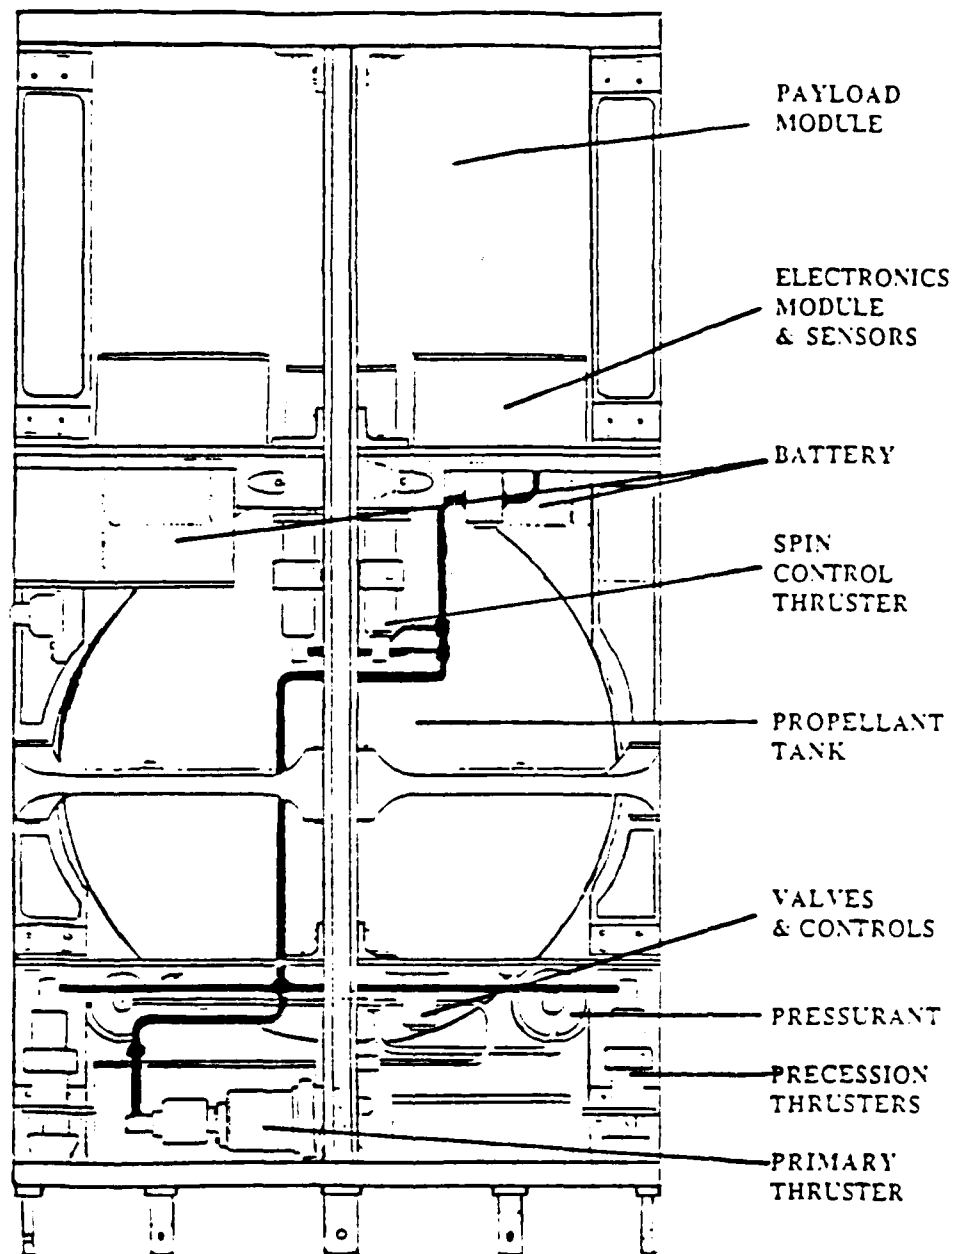 PAYLOAD
MODULE
ELECTRONICS
MODULE
& SENSORS
BATTERY
SPIN
CONTROL
THRUSTER
PROPELLANT
TANK
VALVES
& CONTROLS
PRESSURANT
PRECESSION
THRUSTERS
PRIMARY
THRUSTER